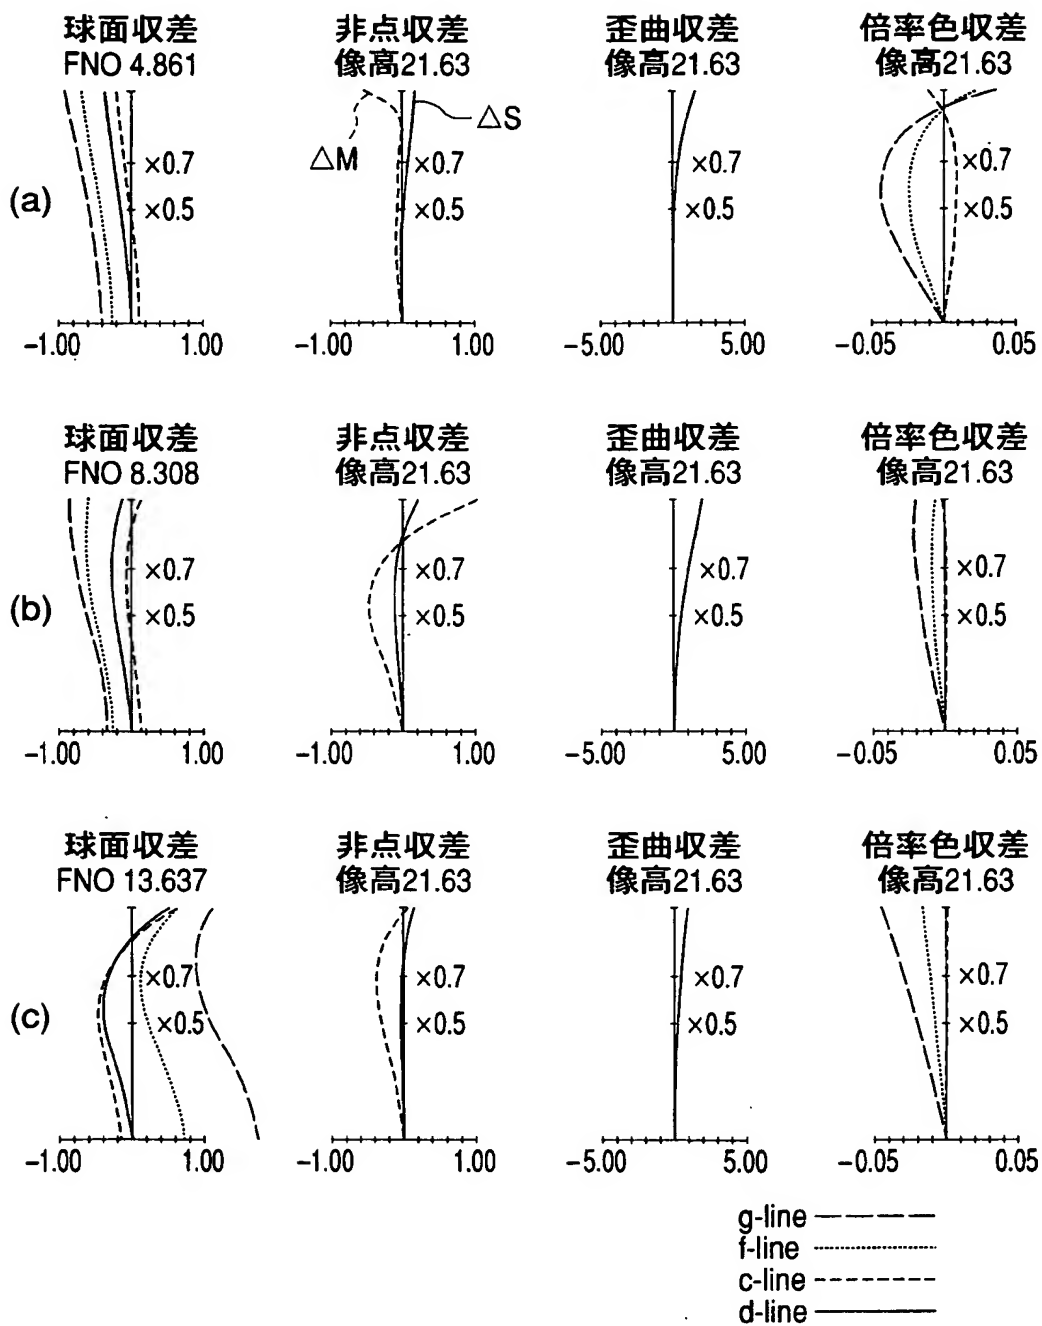 球面収差 非点収差 歪曲収差 倍率色収差
FNO 4.861 像高21.63 像高21.63 像高21.63
△M △S
(a)
×0.7 ×0.7 ×0.7 ×0.7
×0.5 ×0.5 ×0.5 ×0.5
−1.00 1.00 −1.00 1.00 −5.00 5.00 −0.05 0.05
球面収差 非点収差 歪曲収差 倍率色収差
FNO 8.308 像高21.63 像高21.63 像高21.63
(b)
×0.7 ×0.7 ×0.7 ×0.7
×0.5 ×0.5 ×0.5 ×0.5
−1.00 1.00 −1.00 1.00 −5.00 5.00 −0.05 0.05
球面収差 非点収差 歪曲収差 倍率色収差
FNO 13.637 像高21.63 像高21.63 像高21.63
(c)
×0.7 ×0.7 ×0.7 ×0.7
×0.5 ×0.5 ×0.5 ×0.5
−1.00 1.00 −1.00 1.00 −5.00 5.00 −0.05 0.05
g-line
f-line
c-line
d-line